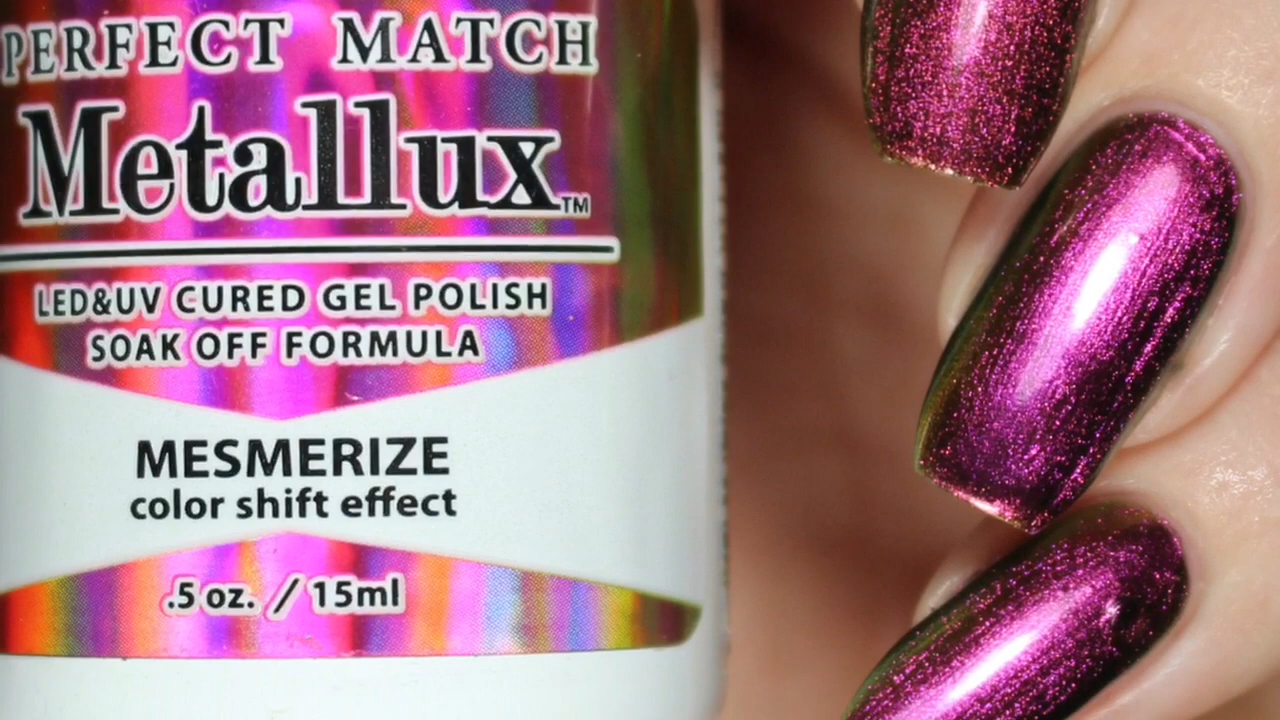 PERFECT MATCH
Metallux™
LED&UV CURED GEL POLISH
SOAK OFF FORMULA
MESMERIZE
color shift effect
.5 oz. / 15ml